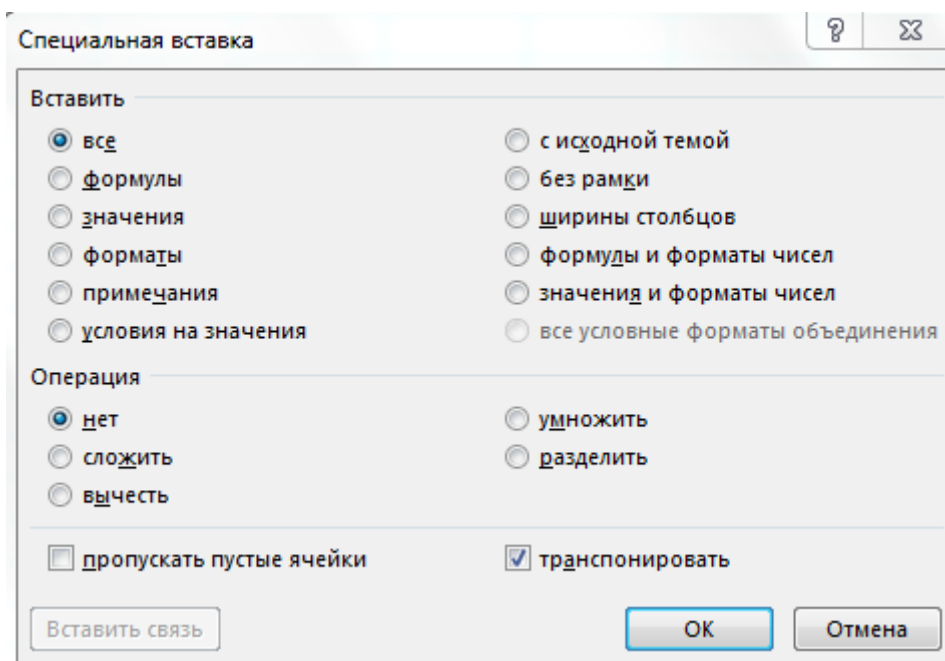 Специальная вставка
Вставить
все с исходной темой
формулы без рамки
значения ширины столбцов
форматы формулы и форматы чисел
примечания значения и форматы чисел
условия на значения все условные форматы объединения
Операция
нет умножить
сложить разделить
вычесть
пропускать пустые ячейки транспонировать
Вставить связь ОК Отмена